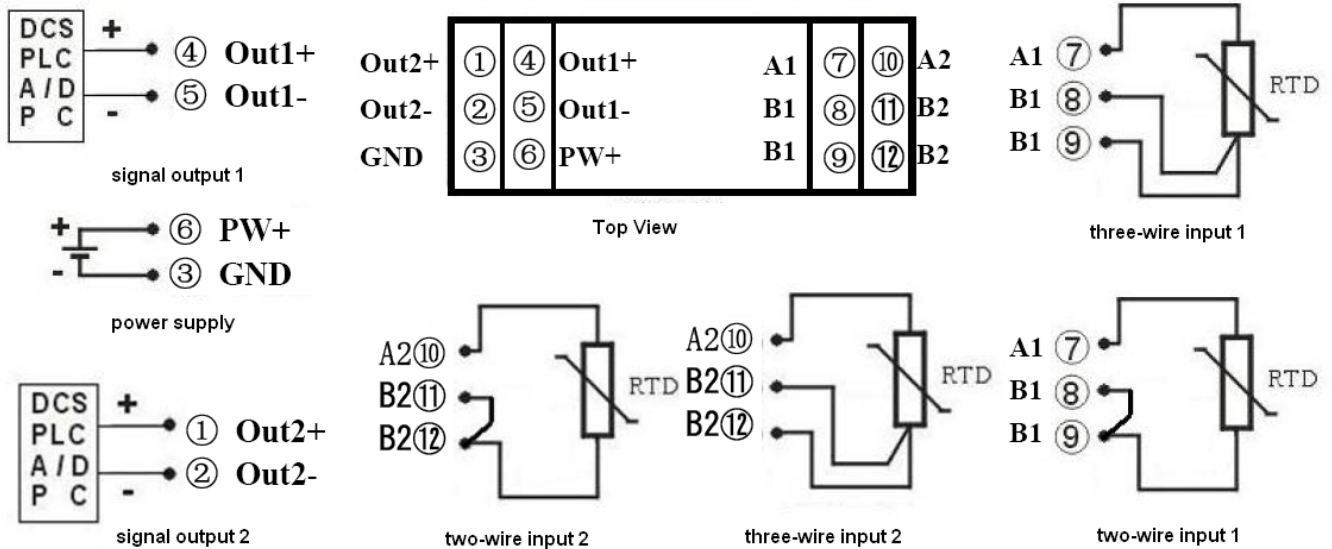 DCS
PLC
A/D
P C
+
-
④ Out1+
⑤ Out1-
signal output 1
Out2+ ① ④ Out1+ A1 ⑦ ⑩ A2
Out2- ② ⑤ Out1- B1 ⑧ ⑪ B2
GND ③ ⑥ PW+ B1 ⑨ ⑫ B2
Top View
A1 ⑦
B1 ⑧
B1 ⑨
RTD
three-wire input 1
+
-
⑥ PW+
③ GND
power supply
DCS
PLC
A/D
P C
+
-
① Out2+
② Out2-
signal output 2
A2⑩
B2⑪
B2⑫
RTD
two-wire input 2
A2⑩
B2⑪
B2⑫
RTD
three-wire input 2
A1 ⑦
B1 ⑧
B1 ⑨
RTD
two-wire input 1